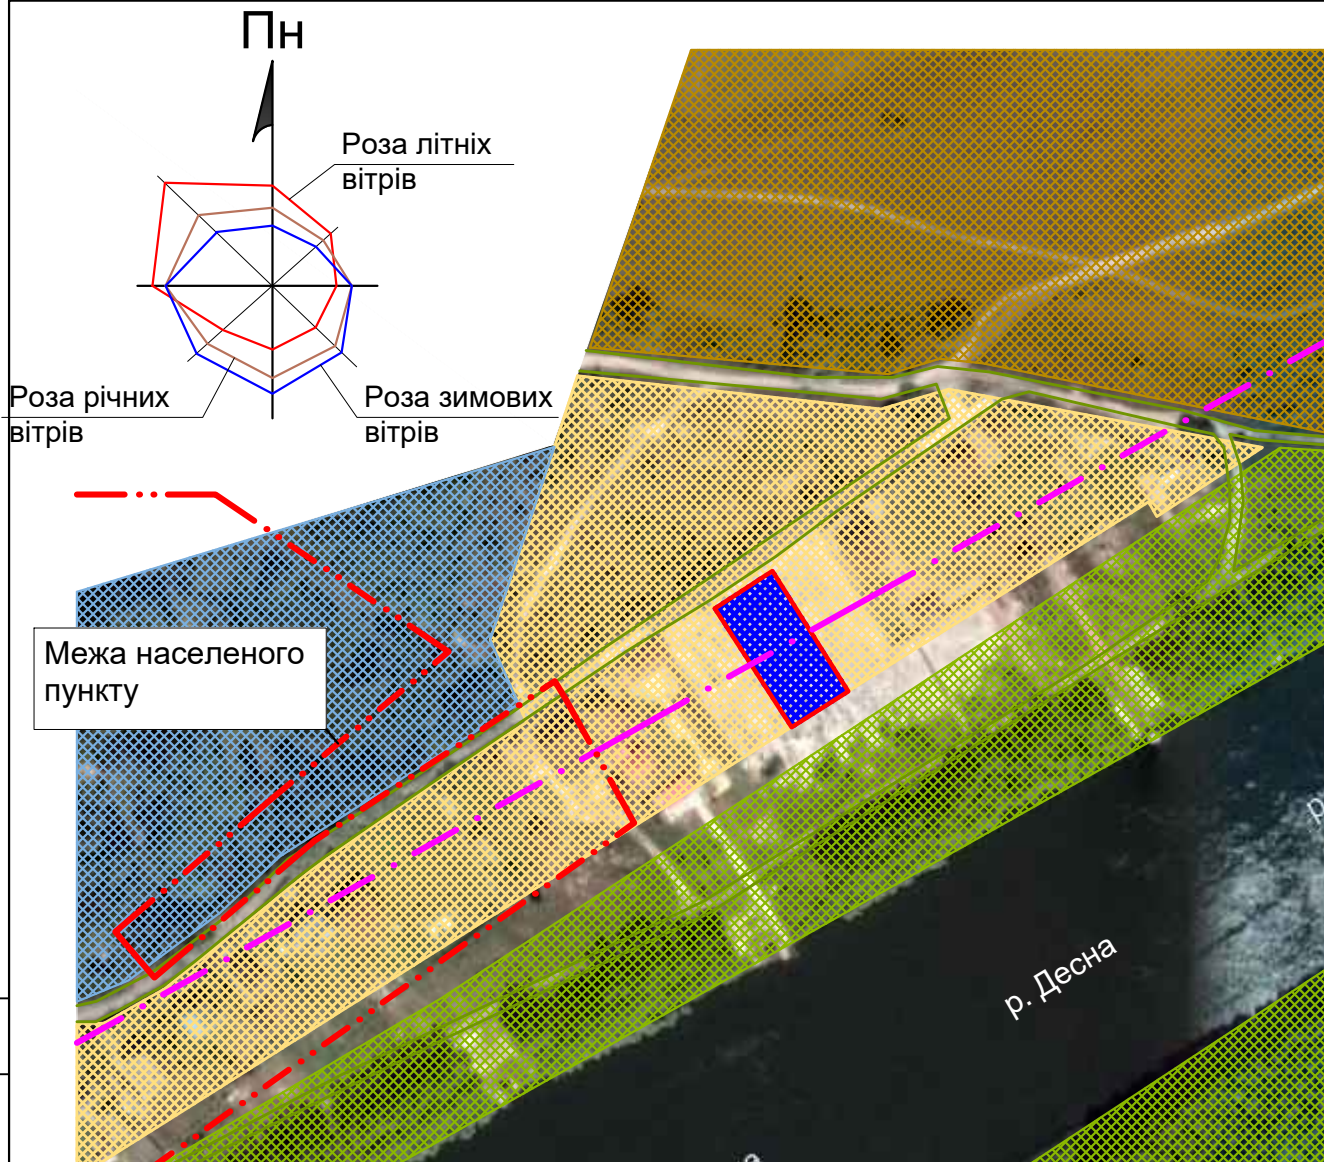 Пн
Роза літніх
вітрів
Роза річних
вітрів
Роза зимових
вітрів
Межа населеного
пункту
р. Десна